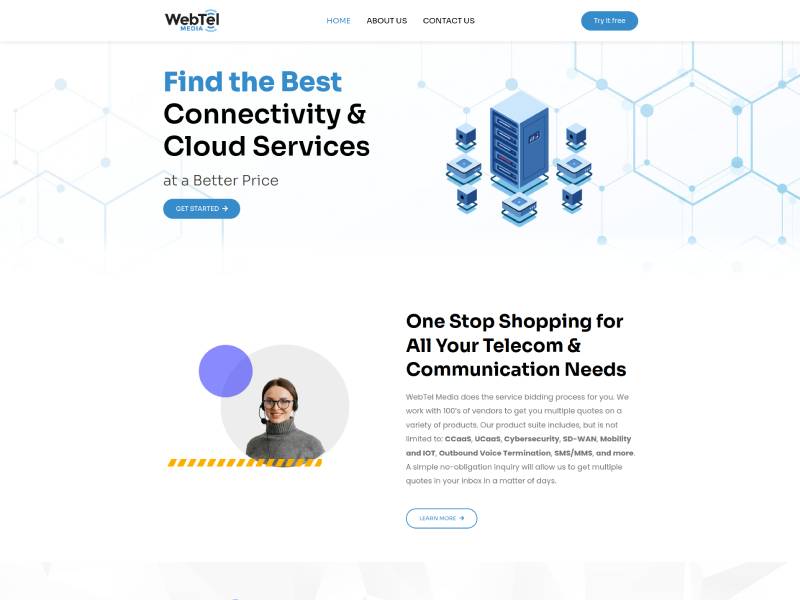 WebTel
MEDIA
HOME
ABOUT US
CONTACT US
Try it free
Find the Best
Connectivity &
Cloud Services
at a Better Price
GET STARTED
One Stop Shopping for
All Your Telecom &
Communication Needs
WebTel Media does the service bidding process for you. We
work with 100's of vendors to get you multiple quotes on a
variety of products. Our product suite includes, but is not
limited to: CCaaS, UCaaS, Cybersecurity, SD-WAN, Mobility
and IOT, Outbound Voice Termination, SMS/MMS, and more.
A simple no-obligation inquiry will allow us to get multiple
quotes in your inbox in a matter of days.
LEARN MORE